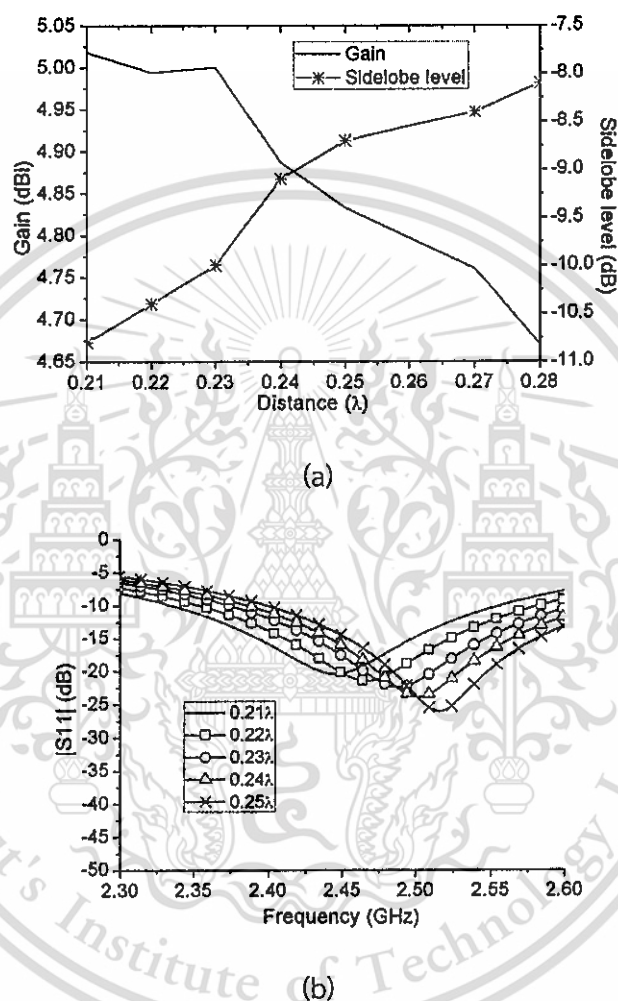 5.05
5.00
4.95
4.90
4.85
4.80
4.75
4.70
4.65
Gain (dBi)
Gain
Sidelobe level
-7.5
-8.0
-8.5
-9.0
-9.5
-10.0
-10.5
-11.0
Sidelobe level (dB)
0.21 0.22 0.23 0.24 0.25 0.26 0.27 0.28
Distance (λ)
(a)
0
-5
-10
-15
-20
-25
-30
-35
-40
-45
-50
|S11| (dB)
0.21λ
0.22λ
0.23λ
0.24λ
0.25λ
2.30 2.35 2.40 2.45 2.50 2.55 2.60
Frequency (GHz)
(b)
t's Institute of Technology L